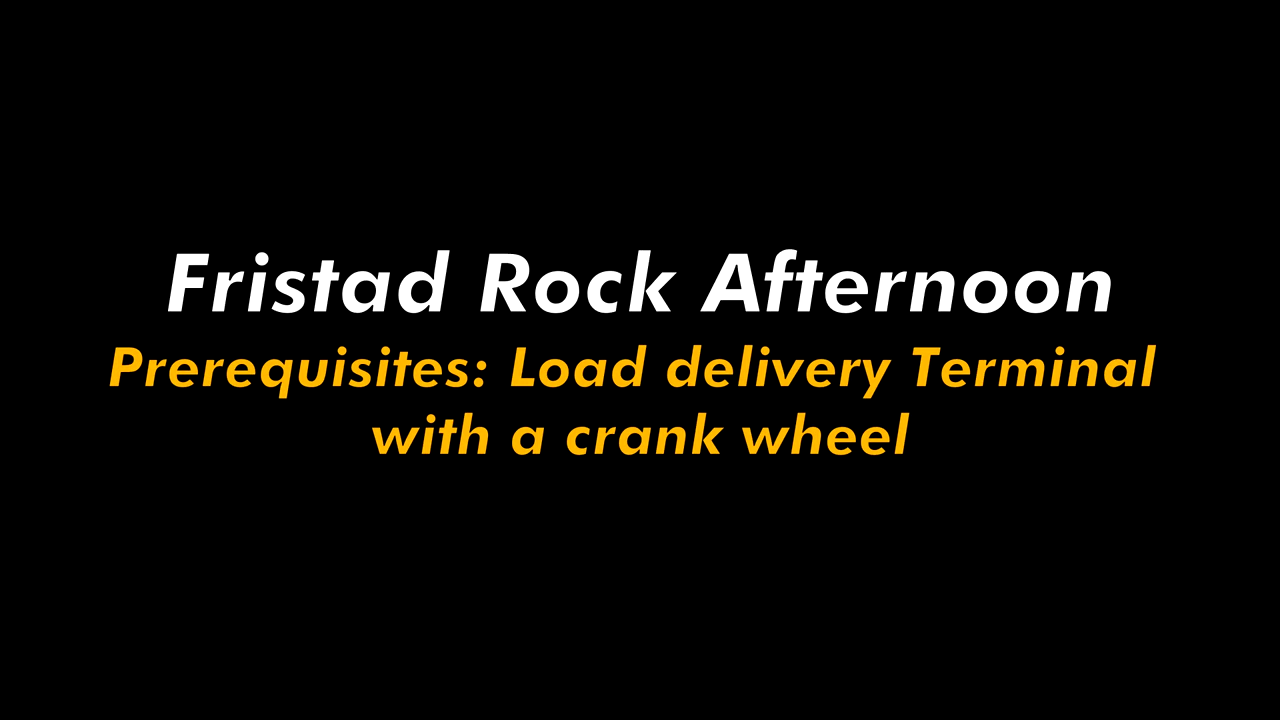 Fristad Rock Afternoon
Prerequisites: Load delivery Terminal
with a crank wheel